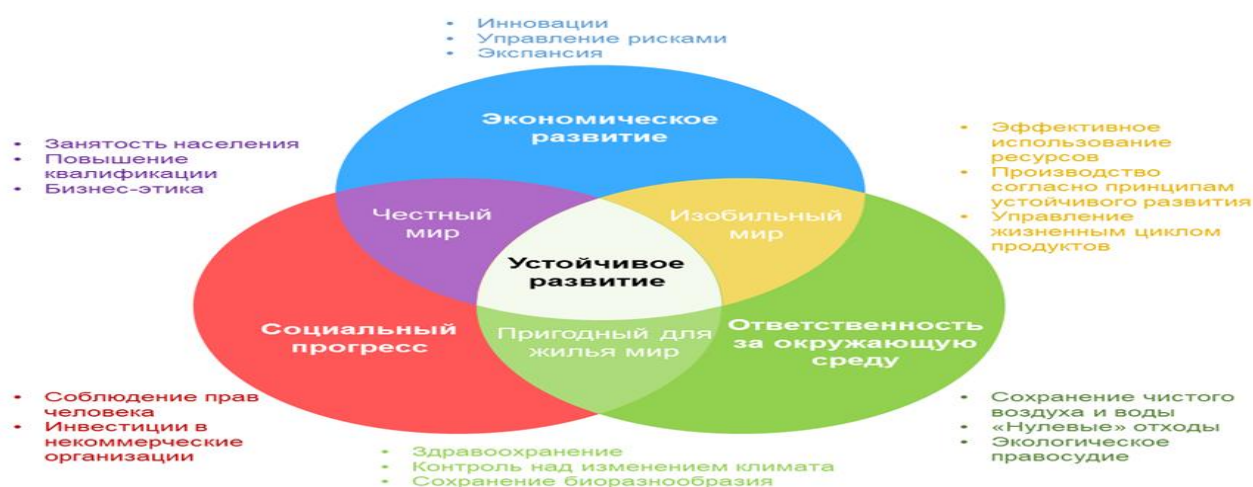 • Инновации
• Управление рисками
• Экспансия
Экономическое
развитие
• Занятость населения
• Повышение
квалификации
• Бизнес-этика
• Эффективное
использование
ресурсов
• Производство
согласно принципам
устойчивого развития
• Управление
жизненным циклом
продуктов
Честный
мир
Изобильный
мир
Устойчивое
развитие
Социальный
прогресс
Пригодный для
жилья мир
Ответственность
за окружающую
среду
• Соблюдение прав
человека
• Инвестиции в
некоммерческие
организации
• Сохранение чистого
воздуха и воды
• «Нулевые» отходы
• Экологическое
правосудие
• Здравоохранение
• Контроль над изменением климата
• Сохранение биоразнообразия